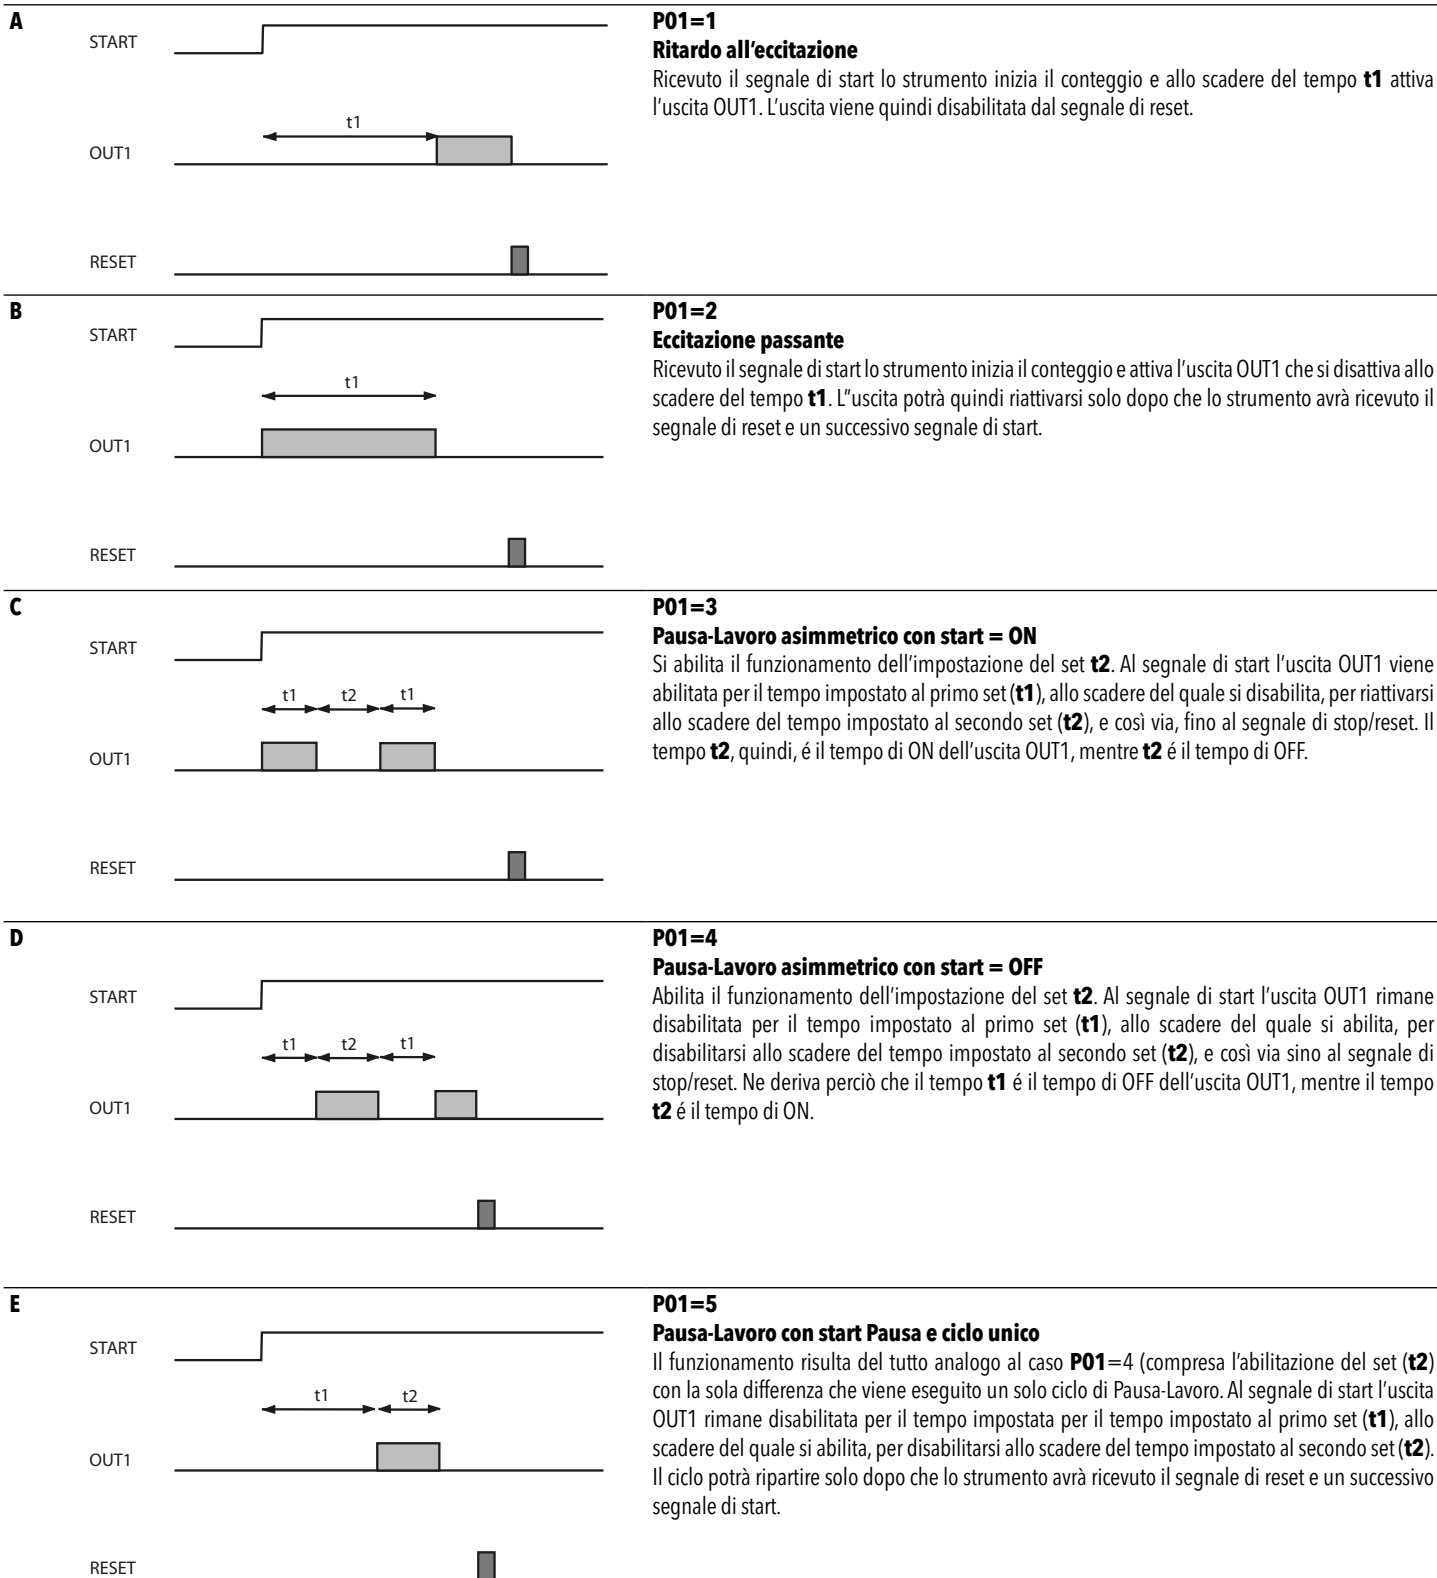 A
START
t1
OUT1
RESET
P01=1
Ritardo all'eccitazione
Ricevuto il segnale di start lo strumento inizia il conteggio e allo scadere del tempo t1 attiva
l'uscita OUT1. L'uscita viene quindi disabilitata dal segnale di reset.
B
START
t1
OUT1
RESET
P01=2
Eccitazione passante
Ricevuto il segnale di start lo strumento inizia il conteggio e attiva l'uscita OUT1 che si disattiva allo
scadere del tempo t1. L''uscita potrà quindi riattivarsi solo dopo che lo strumento avrà ricevuto il
segnale di reset e un successivo segnale di start.
C
START
t1 t2 t1
OUT1
RESET
P01=3
Pausa-Lavoro asimmetrico con start = ON
Si abilita il funzionamento dell'impostazione del set t2. Al segnale di start l'uscita OUT1 viene
abilitata per il tempo impostato al primo set (t1), allo scadere del quale si disabilita, per riattivarsi
allo scadere del tempo impostato al secondo set (t2), e così via, fino al segnale di stop/reset. Il
tempo t2, quindi, é il tempo di ON dell'uscita OUT1, mentre t2 é il tempo di OFF.
D
START
t1 t2 t1
OUT1
RESET
P01=4
Pausa-Lavoro asimmetrico con start = OFF
Abilita il funzionamento dell'impostazione del set t2. Al segnale di start l'uscita OUT1 rimane
disabilitata per il tempo impostato al primo set (t1), allo scadere del quale si abilita, per
disabilitarsi allo scadere del tempo impostato al secondo set (t2), e così via sino al segnale di
stop/reset. Ne deriva perciò che il tempo t1 é il tempo di OFF dell'uscita OUT1, mentre il tempo
t2 é il tempo di ON.
E
START
t1 t2
OUT1
RESET
P01=5
Pausa-Lavoro con start Pausa e ciclo unico
Il funzionamento risulta del tutto analogo al caso P01=4 (compresa l'abilitazione del set (t2)
con la sola differenza che viene eseguito un solo ciclo di Pausa-Lavoro. Al segnale di start l'uscita
OUT1 rimane disabilitata per il tempo impostata per il tempo impostato al primo set (t1), allo
scadere del quale si abilita, per disabilitarsi allo scadere del tempo impostato al secondo set (t2).
Il ciclo potrà ripartire solo dopo che lo strumento avrà ricevuto il segnale di reset e un successivo
segnale di start.